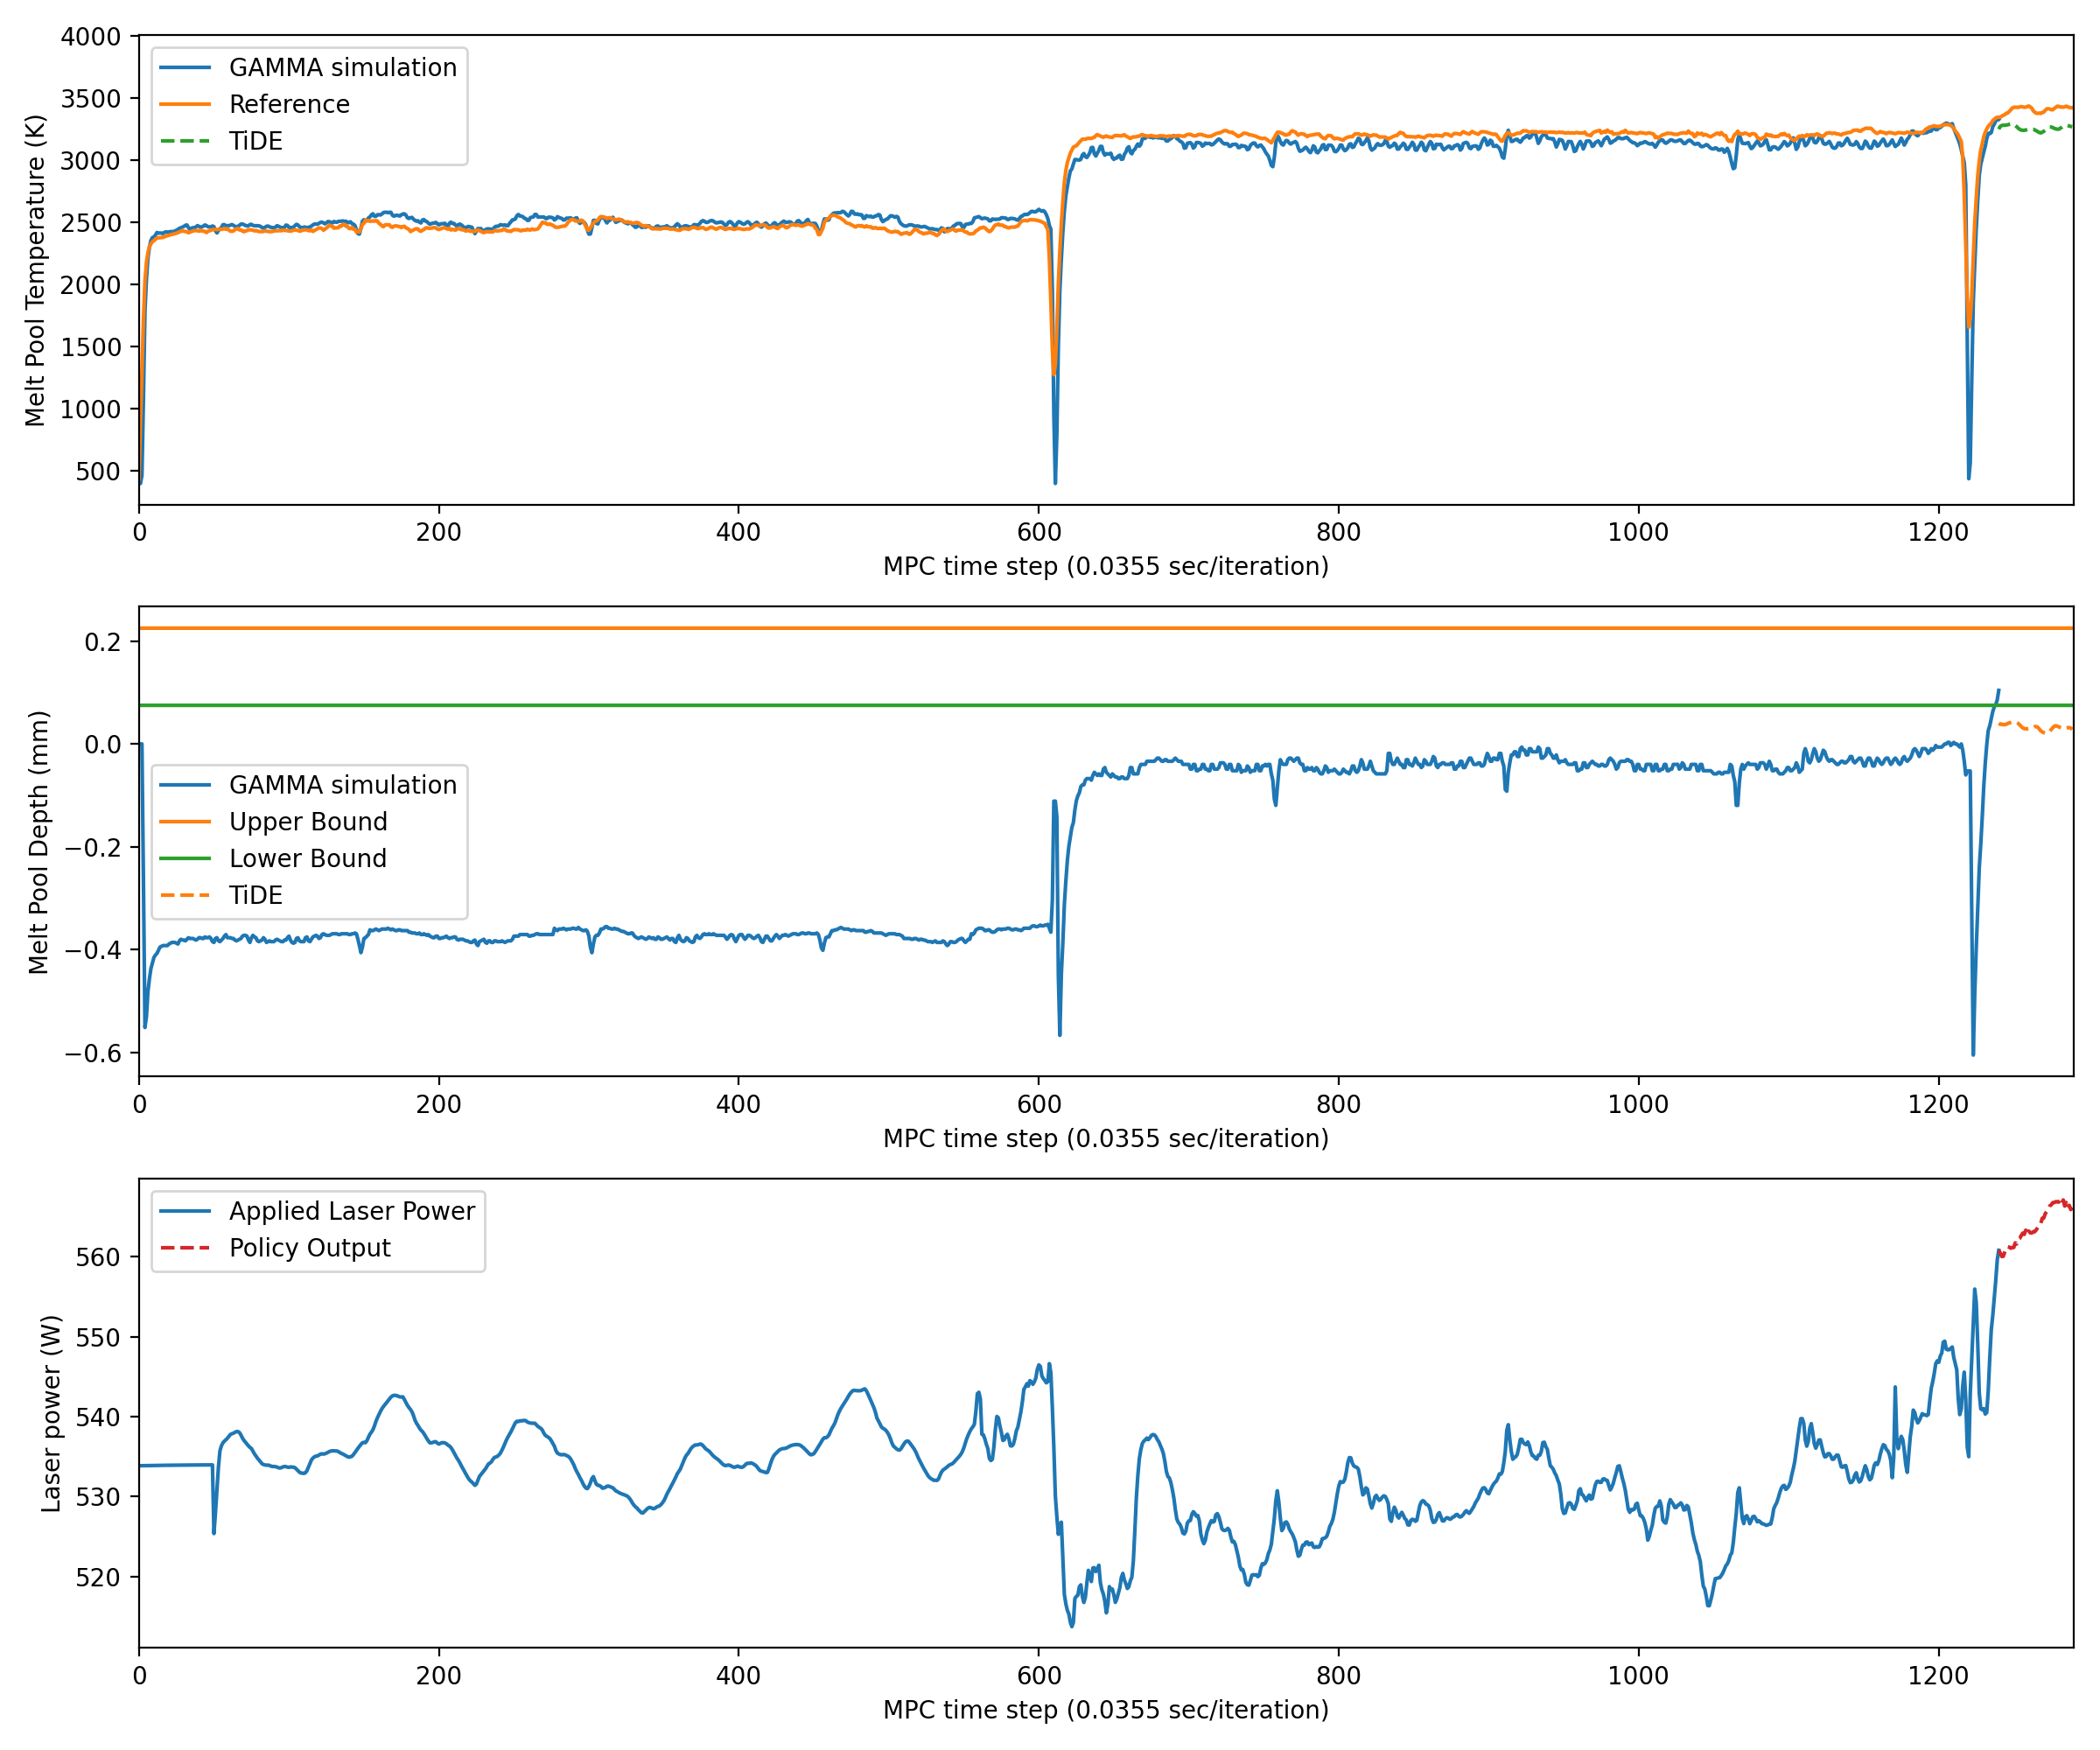 4000
3500
3000
2500
2000
1500
1000
500
Melt Pool Temperature (K)
GAMMA simulation
Reference
TiDE
0 200 400 600 800 1000 1200
MPC time step (0.0355 sec/iteration)
0.2
0.0
−0.2
−0.4
−0.6
Melt Pool Depth (mm)
GAMMA simulation
Upper Bound
Lower Bound
TiDE
0 200 400 600 800 1000 1200
MPC time step (0.0355 sec/iteration)
560
550
540
530
520
Laser power (W)
Applied Laser Power
Policy Output
0 200 400 600 800 1000 1200
MPC time step (0.0355 sec/iteration)